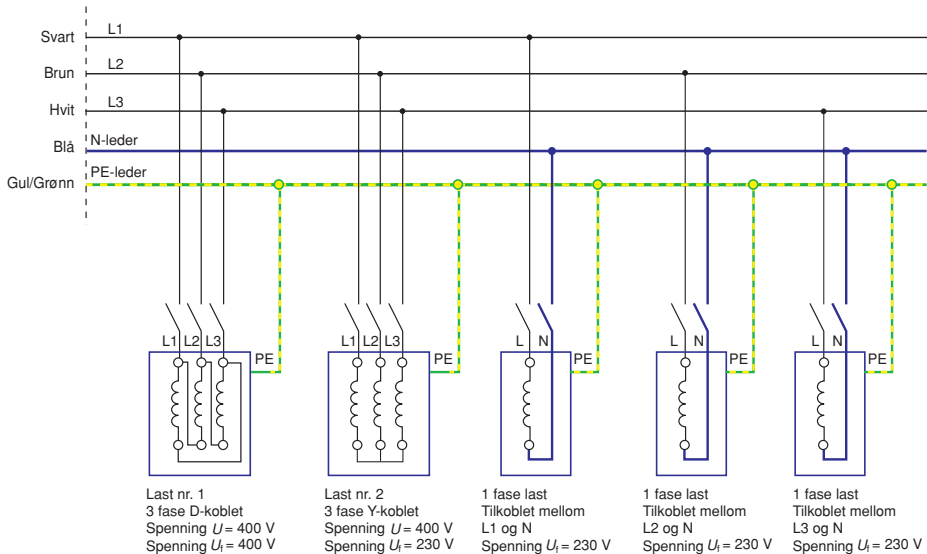 Svart L1
Brun L2
Hvit L3
Blå N-leder
Gul/Grønn PE-leder
L1 L2 L3 PE
L1 L2 L3 PE
L N PE
L N PE
L N PE
Last nr. 1
3 fase D-koblet
Spenning U = 400 V
Spenning Uf = 400 V
Last nr. 2
3 fase Y-koblet
Spenning U = 400 V
Spenning Uf = 230 V
1 fase last
Tilkoblet mellom
L1 og N
Spenning Uf = 230 V
1 fase last
Tilkoblet mellom
L2 og N
Spenning Uf = 230 V
1 fase last
Tilkoblet mellom
L3 og N
Spenning Uf = 230 V